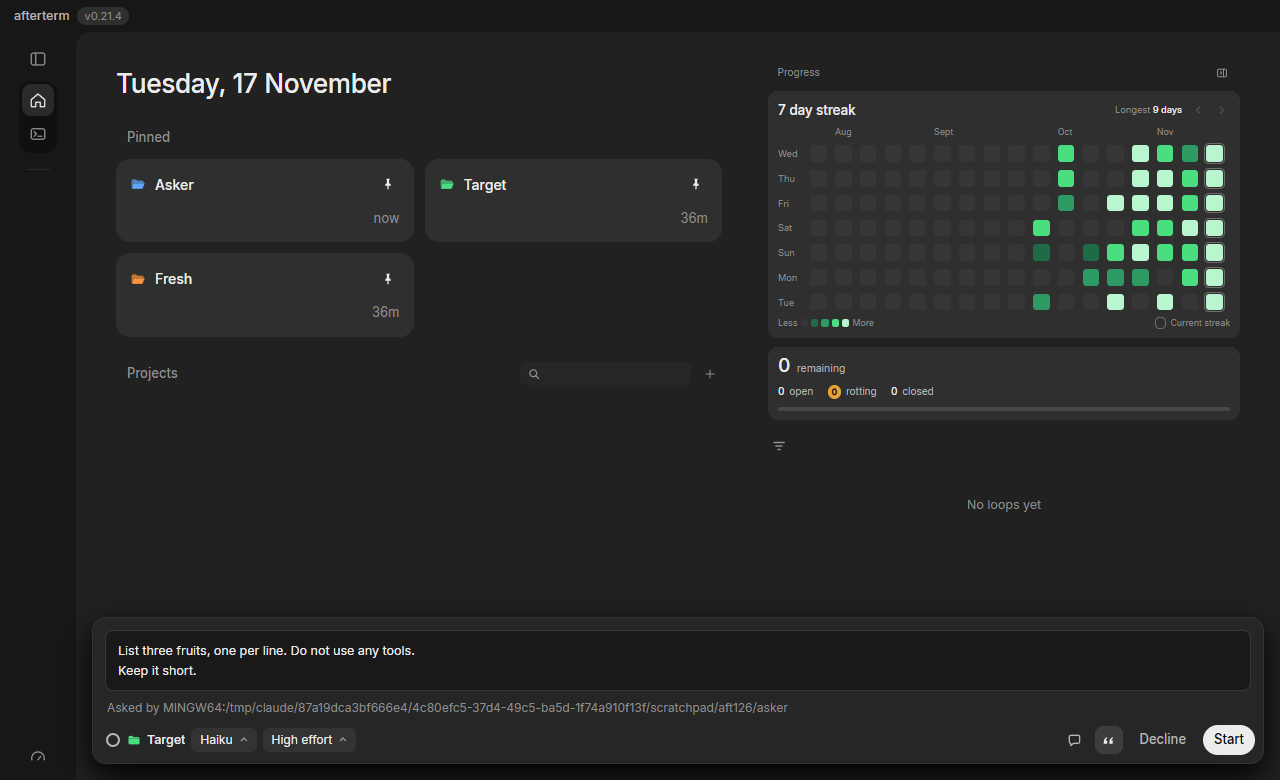 afterterm v0.21.4
Tuesday, 17 November
Pinned
Asker
now
Target
36m
Fresh
36m
Projects
Progress
7 day streak
Longest 9 days
Aug Sept Oct Nov
Wed
Thu
Fri
Sat
Sun
Mon
Tue
Less More
Current streak
0 remaining
0 open 0 rotting 0 closed
No loops yet
List three fruits, one per line. Do not use any tools.
Keep it short.
Asked by MINGW64:/tmp/claude/87a19dca3bf666e4/4c80efc5-37d4-49c5-ba5d-1f74a910f13f/scratchpad/aft126/asker
Target Haiku High effort Decline Start